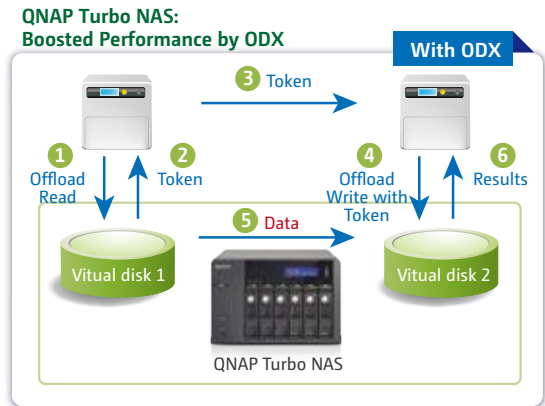 QNAP Turbo NAS:
Boosted Performance by ODX
With ODX
3 Token
1
Offload
Read
2
Token
4
Offload
Write with
Token
6
Results
5 Data
Vitual disk 1
Vitual disk 2
QNAP Turbo NAS